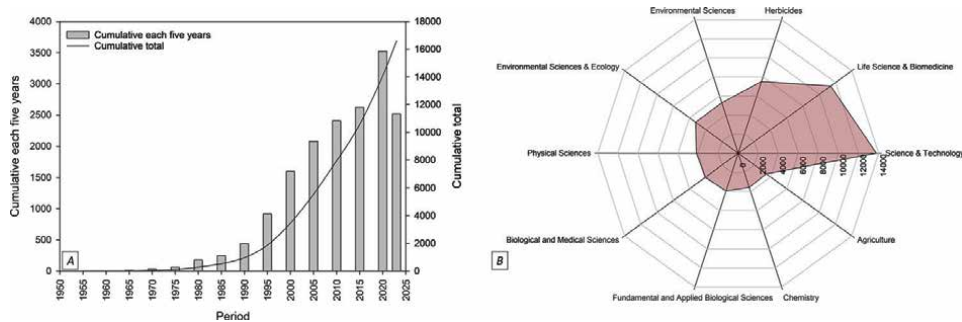 4000
3500
3000
2500
2000
1500
1000
500
0
Cumulative each five years
Cumulative each five years
Cumulative total
18000
16000
14000
12000
10000
8000
6000
4000
2000
0
Cumulative total
A
1950
1955
1960
1965
1970
1975
1980
1985
1990
1995
2000
2005
2010
2015
2020
2025
Period
Environmental Sciences
Herbicides
Environmental Sciences & Ecology
Life Science & Biomedicine
Physical Sciences
Science & Technology
0
2000
4000
6000
8000
10000
12000
14000
Biological and Medical Sciences
Agriculture
B
Fundamental and Applied Biological Sciences
Chemistry